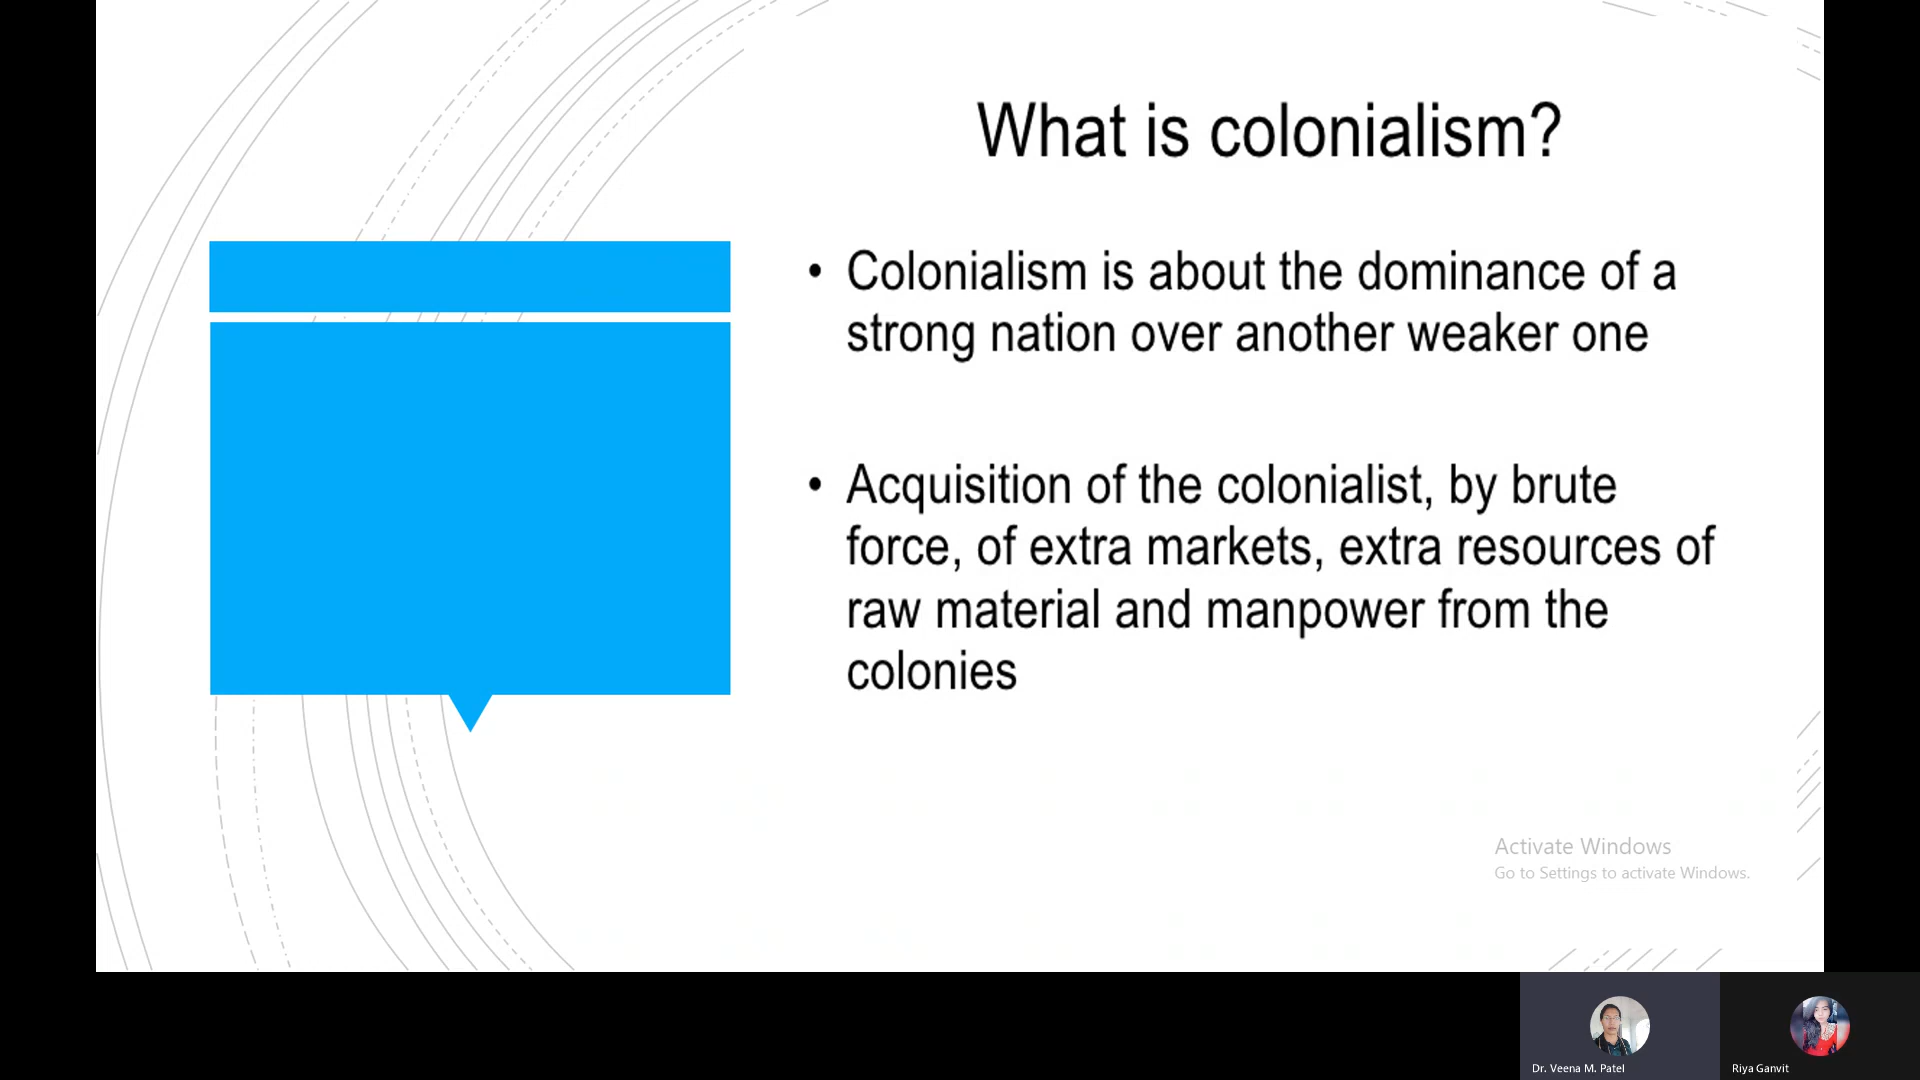 What is colonialism?
• Colonialism is about the dominance of a
strong nation over another weaker one
• Acquisition of the colonialist, by brute
force, of extra markets, extra resources of
raw material and manpower from the
colonies
Activate Windows
Go to Settings to activate Windows.
Dr. Veena M. Patel
Riya Ganvit